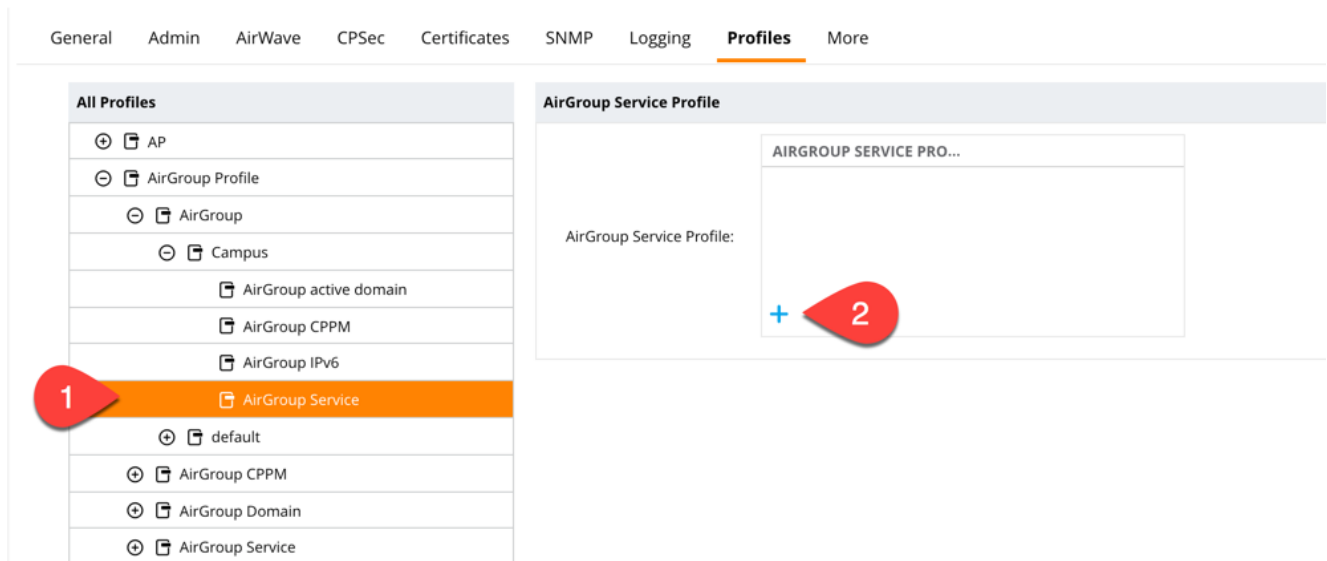 General Admin AirWave CPSec Certificates SNMP Logging Profiles More
All Profiles
AP
AirGroup Profile
AirGroup
Campus
AirGroup active domain
AirGroup CPPM
AirGroup IPv6
1
AirGroup Service
default
AirGroup CPPM
AirGroup Domain
AirGroup Service
AirGroup Service Profile
AIRGROUP SERVICE PRO...
AirGroup Service Profile:
2